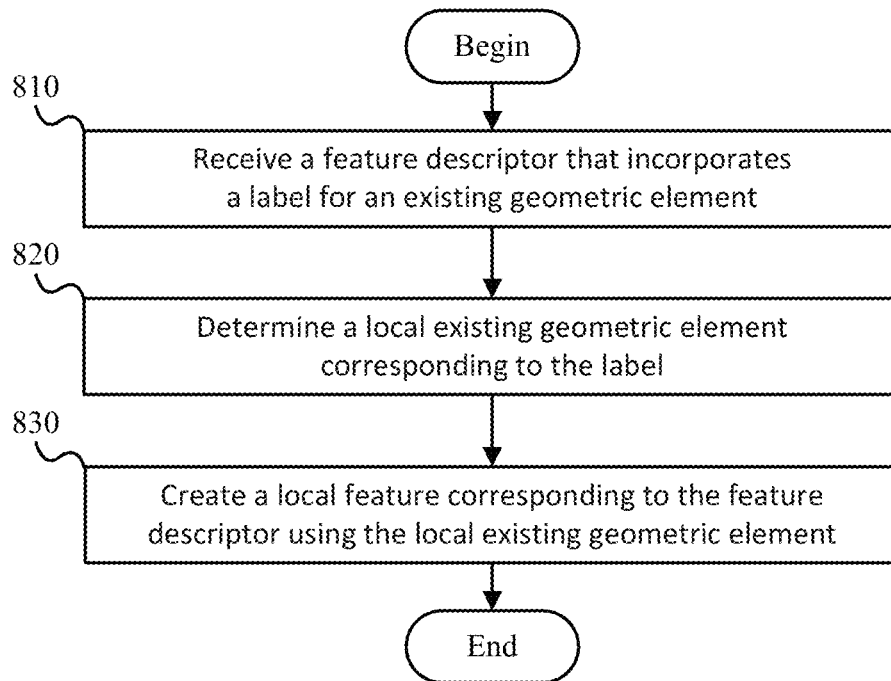 Begin
810
Receive a feature descriptor that incorporates
a label for an existing geometric element
820
Determine a local existing geometric element
corresponding to the label
830
Create a local feature corresponding to the feature
descriptor using the local existing geometric element
End